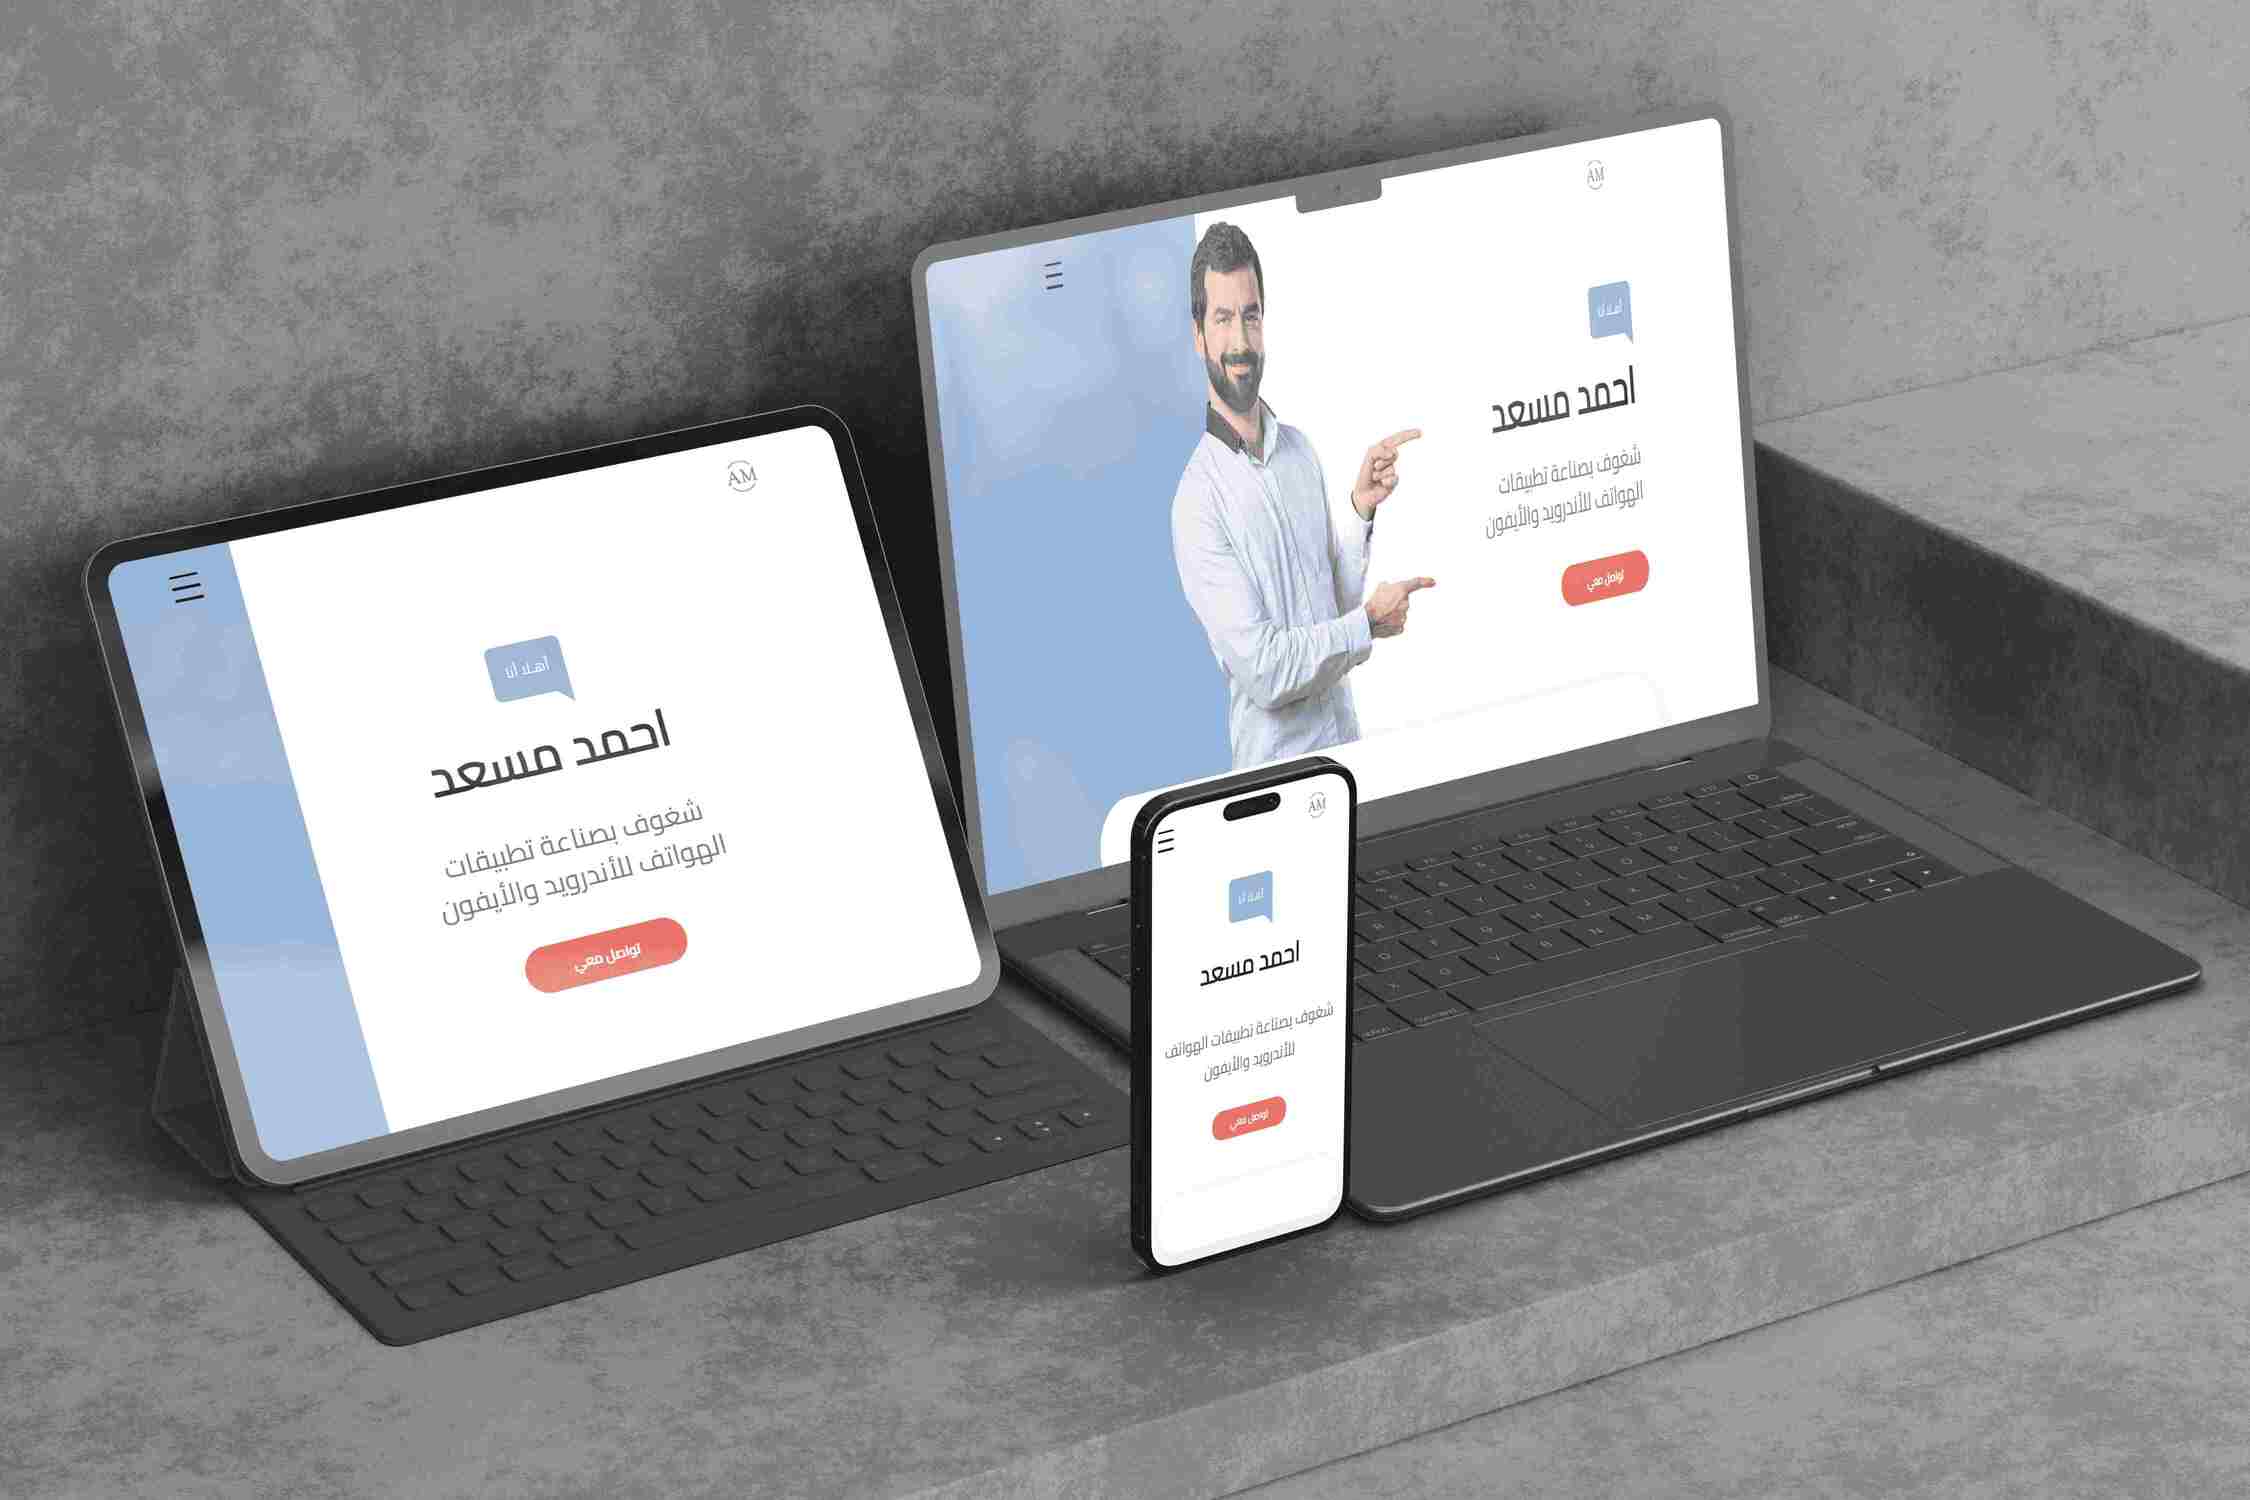 AM
أهلا أنا
احمد مسعد
شغوف بصناعة تطبيقات
الهواتف للأندرويد والأيفون
تواصل معي
AM
أهلا أنا
احمد مسعد
شغوف بصناعة تطبيقات
الهواتف للأندرويد والأيفون
تواصل معي
AM
أهلا أنا
احمد مسعد
شغوف بصناعة تطبيقات الهواتف
للأندرويد والأيفون
تواصل معي